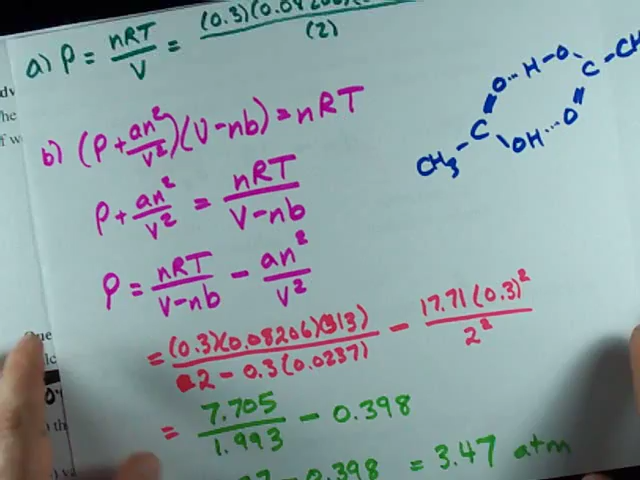 a) P = nRT/V = (0.3)(0.08206)/(2)
b) (P + an²/V²)(V - nb) = nRT
P + an²/V² = nRT/(V - nb)
P = nRT/(V - nb) - an²/V²
= (0.3)(0.08206)(313)/(2 - 0.3(0.0237)) - 17.71(0.3)²/2²
= 7.705/1.993 - 0.398
- 0.398 = 3.47 atm
O···H-O
C-CH
CH₃-C
OH···O